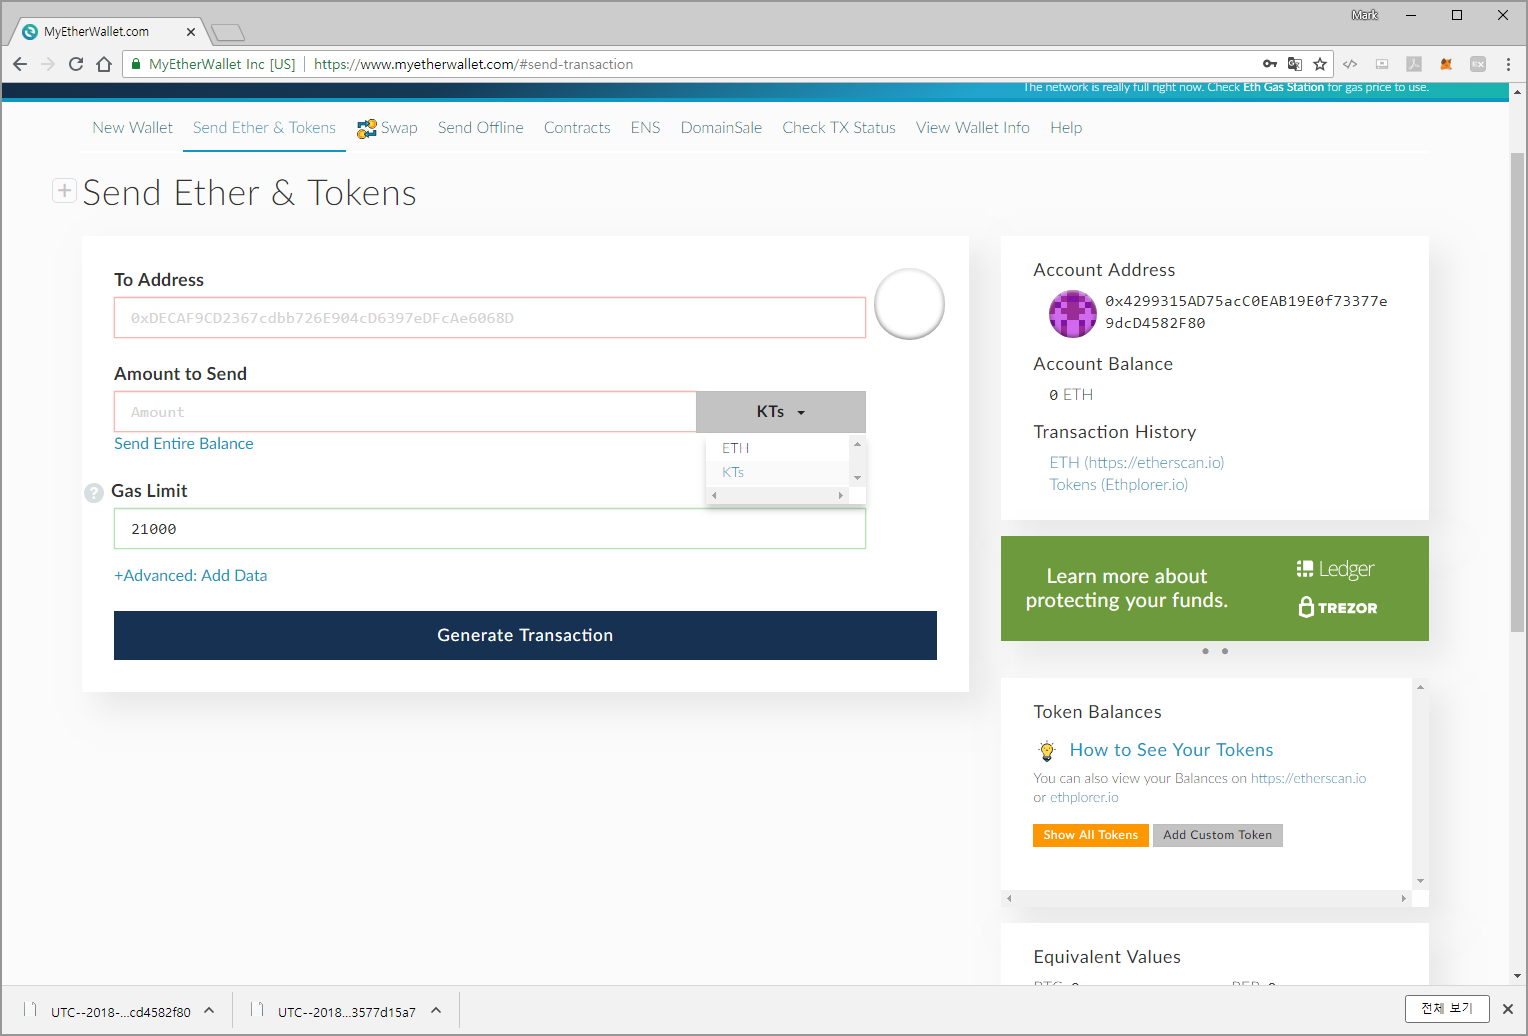 Mark
MyEtherWallet.com
MyEtherWallet Inc [US]
https://www.myetherwallet.com/#send-transaction
The network is really full right now. Check Eth Gas Station for gas price to use.
New Wallet
Send Ether & Tokens
Swap
Send Offline
Contracts
ENS
DomainSale
Check TX Status
View Wallet Info
Help
Send Ether & Tokens
To Address
0xDECAF9CD2367cdbb726E904cD6397eDFcAe6068D
Amount to Send
Amount
KTs
Send Entire Balance
ETH
KTs
Gas Limit
21000
+Advanced: Add Data
Generate Transaction
Account Address
0x4299315AD75acC0EAB19E0f73377e
9dcD4582F80
Account Balance
0 ETH
Transaction History
ETH (https://etherscan.io)
Tokens (Ethplorer.io)
Learn more about
protecting your funds.
Ledger
TREZOR
Token Balances
How to See Your Tokens
You can also view your Balances on https://etherscan.io
or ethplorer.io
Show All Tokens
Add Custom Token
Equivalent Values
UTC--2018-...cd4582f80
UTC--2018...3577d15a7
전체 보기